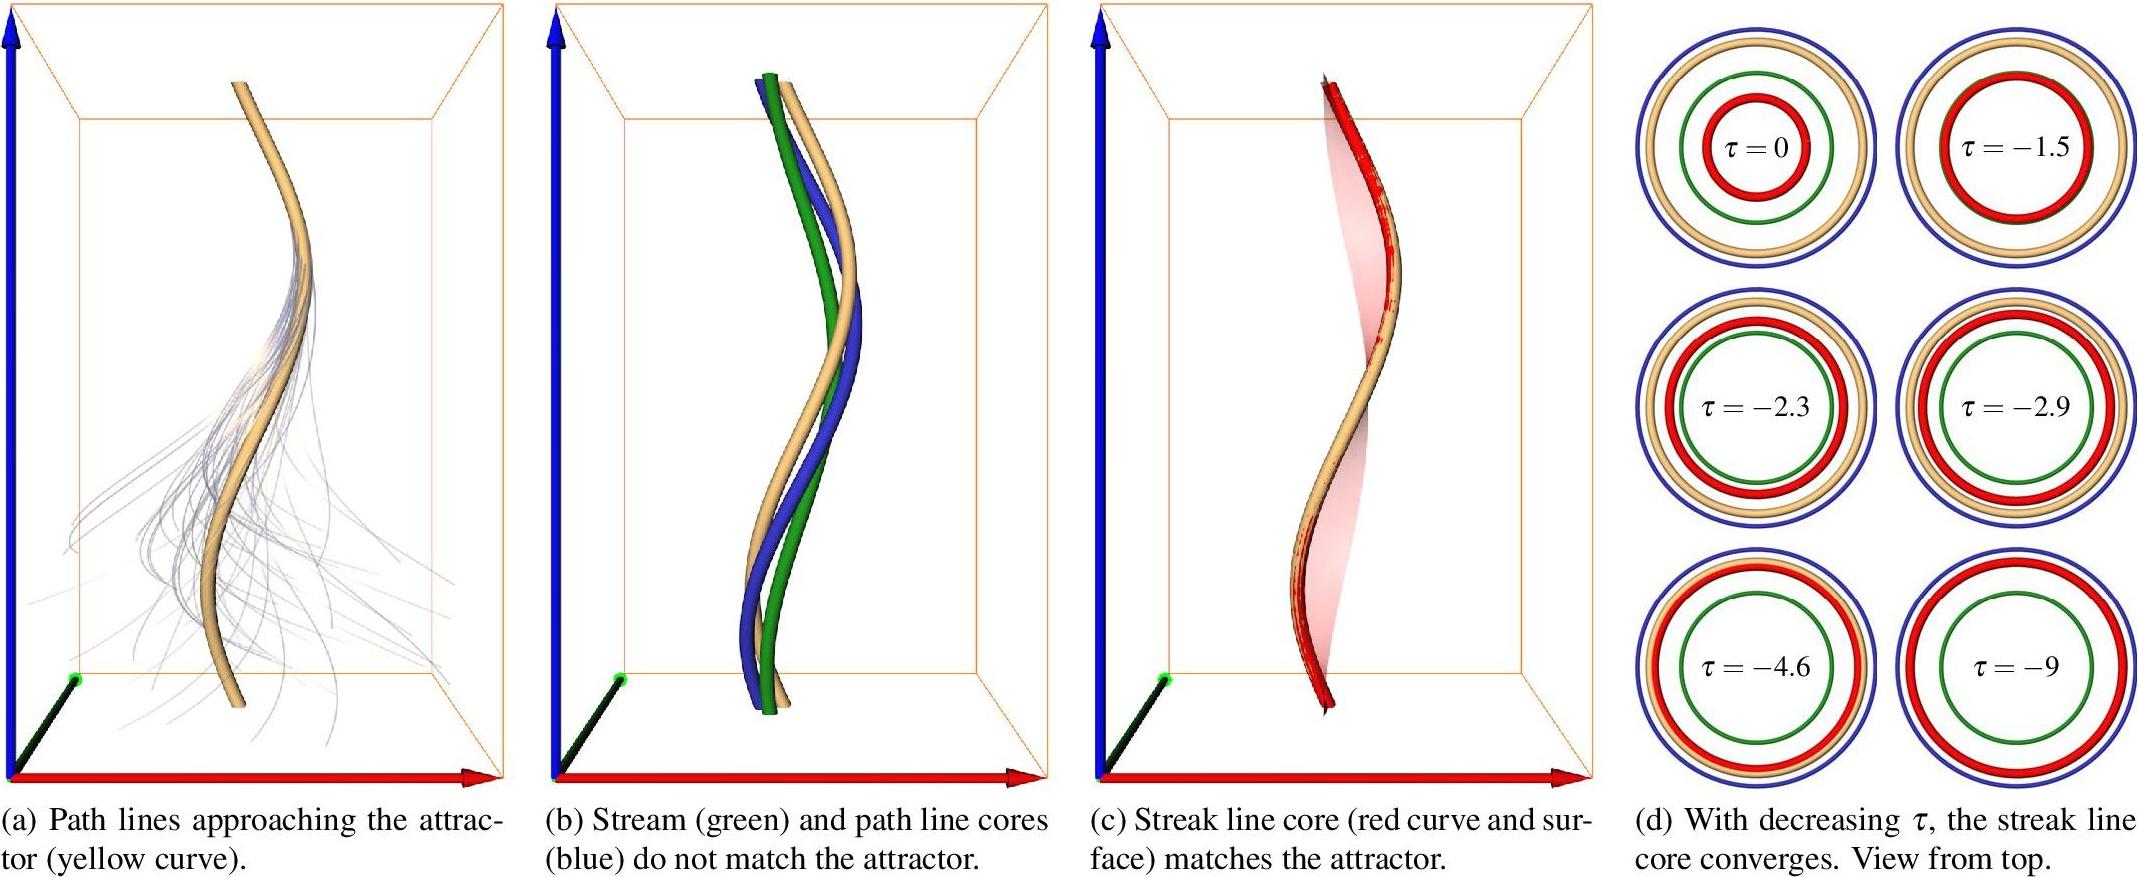 τ = 0
τ = −1.5
τ = −2.3
τ = −2.9
τ = −4.6
τ = −9
(a) Path lines approaching the attrac-
tor (yellow curve).
(b) Stream (green) and path line cores
(blue) do not match the attractor.
(c) Streak line core (red curve and sur-
face) matches the attractor.
(d) With decreasing τ, the streak line
core converges. View from top.